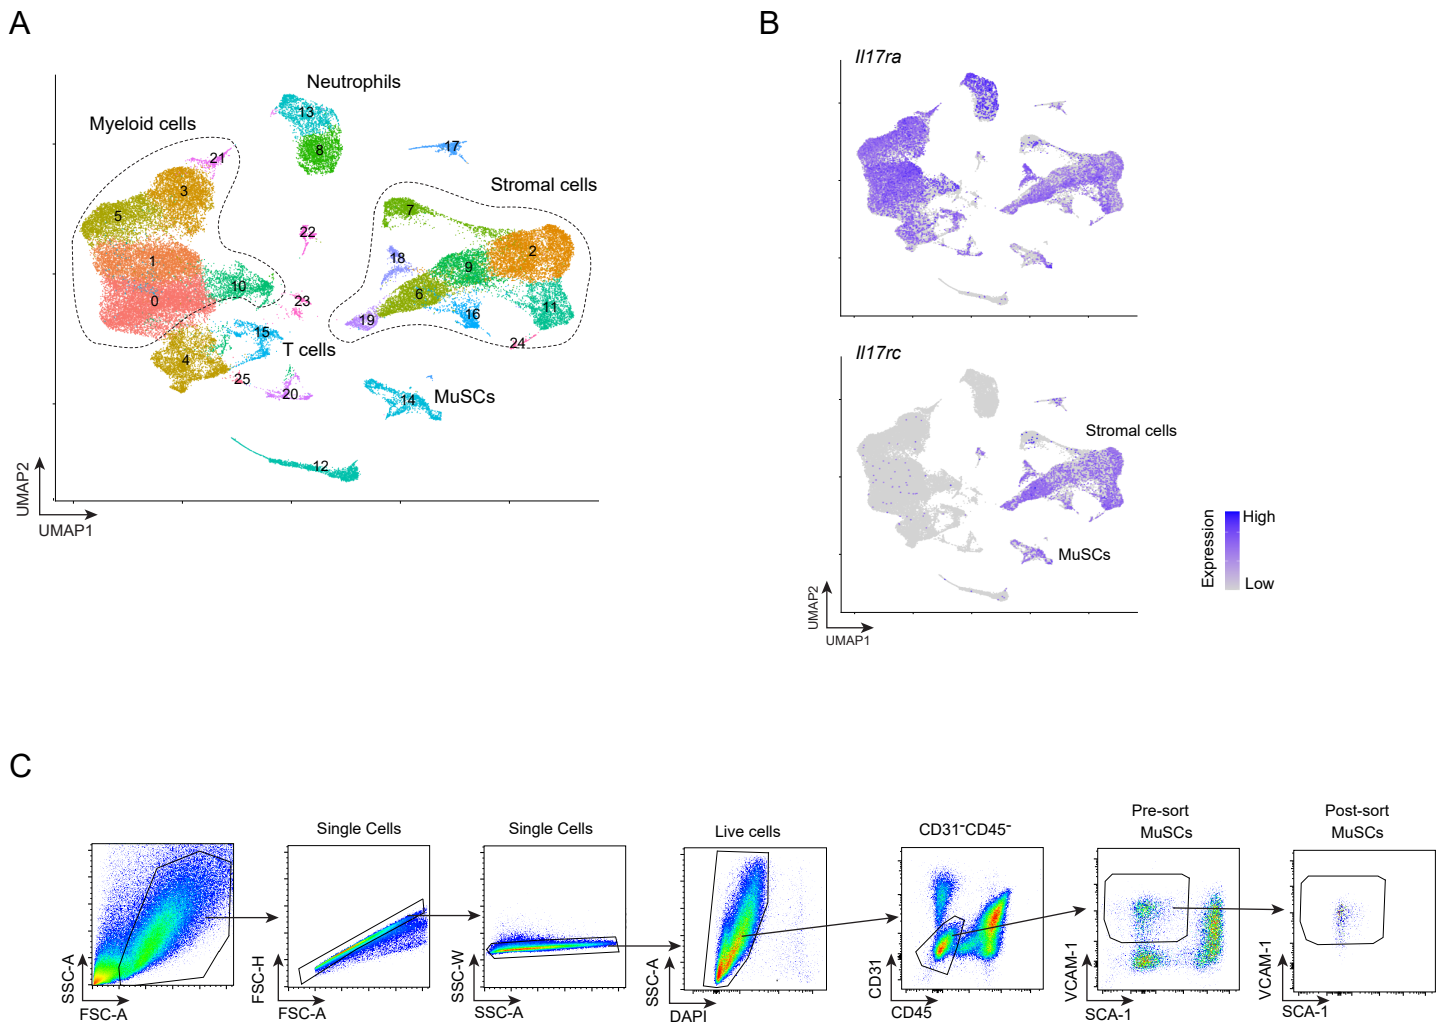 A
B
Neutrophils
Myeloid cells
Stromal cells
T cells
MuSCs
13
8
17
21
3
5
7
22
2
1
18
9
10
6
0
23
11
16
19
15
24
4
25
20
14
12
UMAP2
UMAP1
Il17ra
Il17rc
Stromal cells
MuSCs
Expression
High
Low
UMAP2
UMAP1
C
SSC-A
FSC-A
Single Cells
FSC-H
FSC-A
Single Cells
SSC-W
SSC-A
Live cells
SSC-A
DAPI
CD31⁻CD45⁻
CD31
CD45
Pre-sort
MuSCs
VCAM-1
SCA-1
Post-sort
MuSCs
VCAM-1
SCA-1